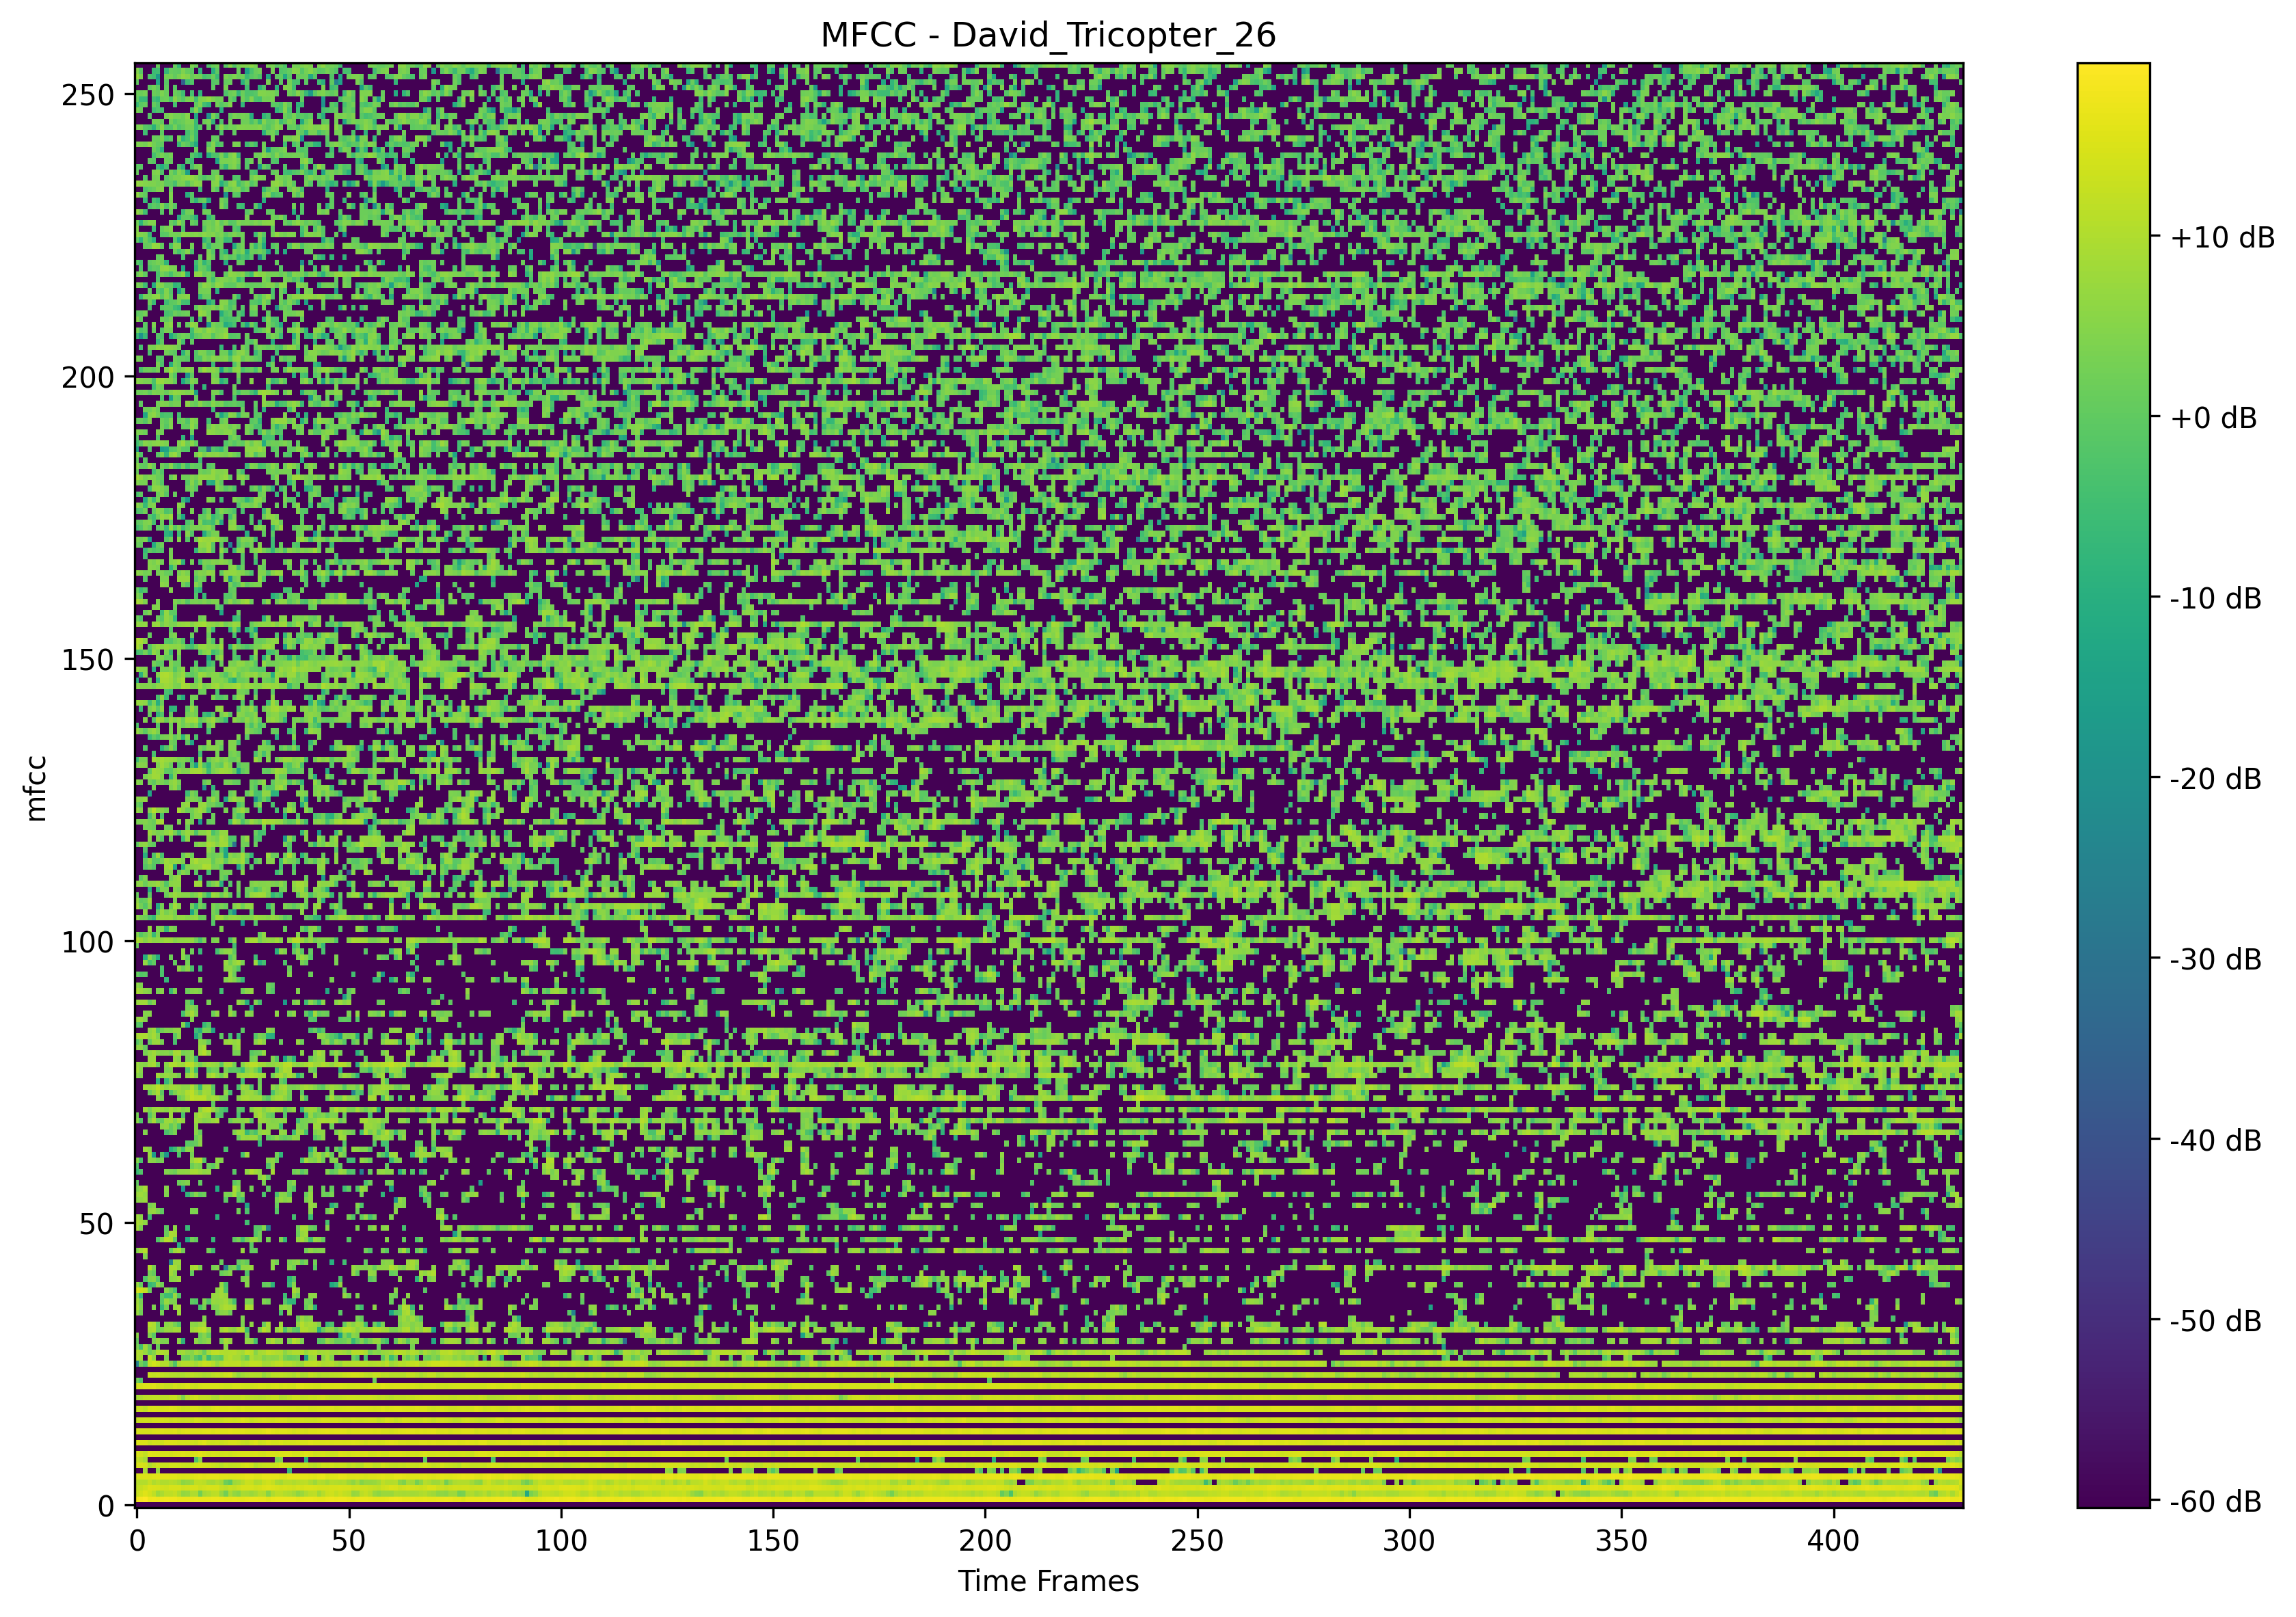 MFCC - David_Tricopter_26
250
200
150
100
50
0
mfcc
0 50 100 150 200 250 300 350 400
Time Frames
+10 dB
+0 dB
-10 dB
-20 dB
-30 dB
-40 dB
-50 dB
-60 dB